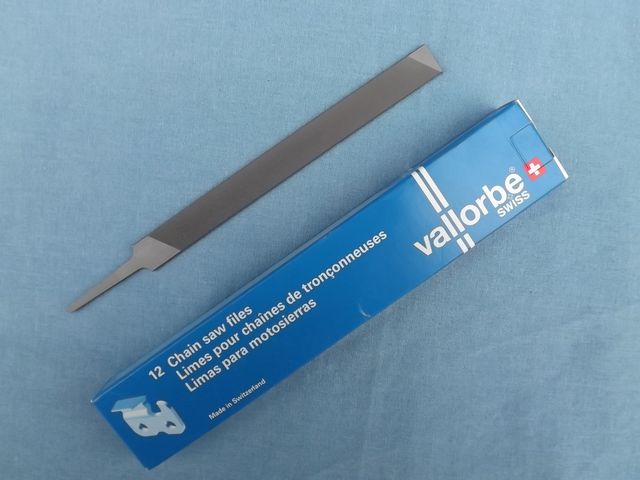 vallorbe®
swiss
12 Chain saw files
Limes pour chaînes de tronçonneuses
Limas para motosierras
Made in Switzerland